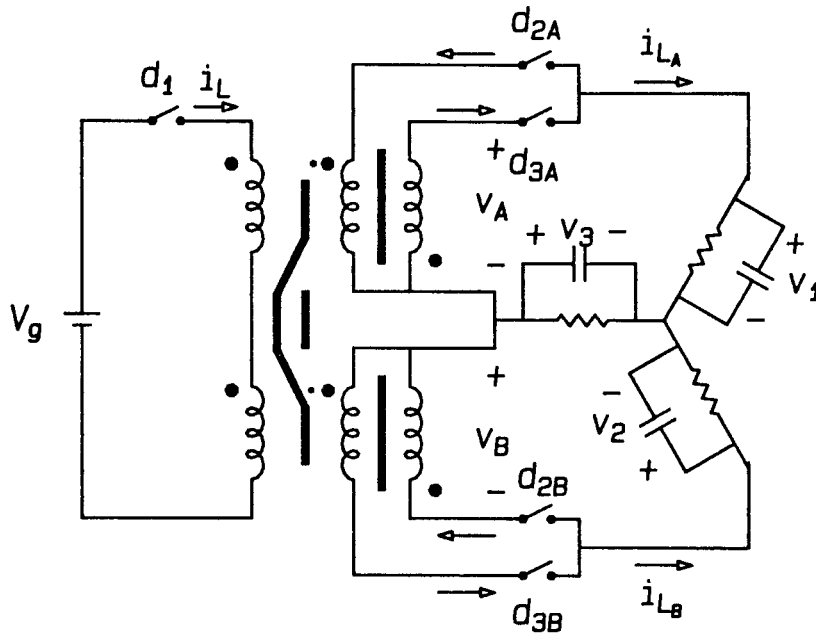 d2A
iLA
d1
iL
+
d3A
vA
-
+ v3 -
+
v1
-
Vg
+
vB
-
-
v2
+
d2B
d3B
iLB